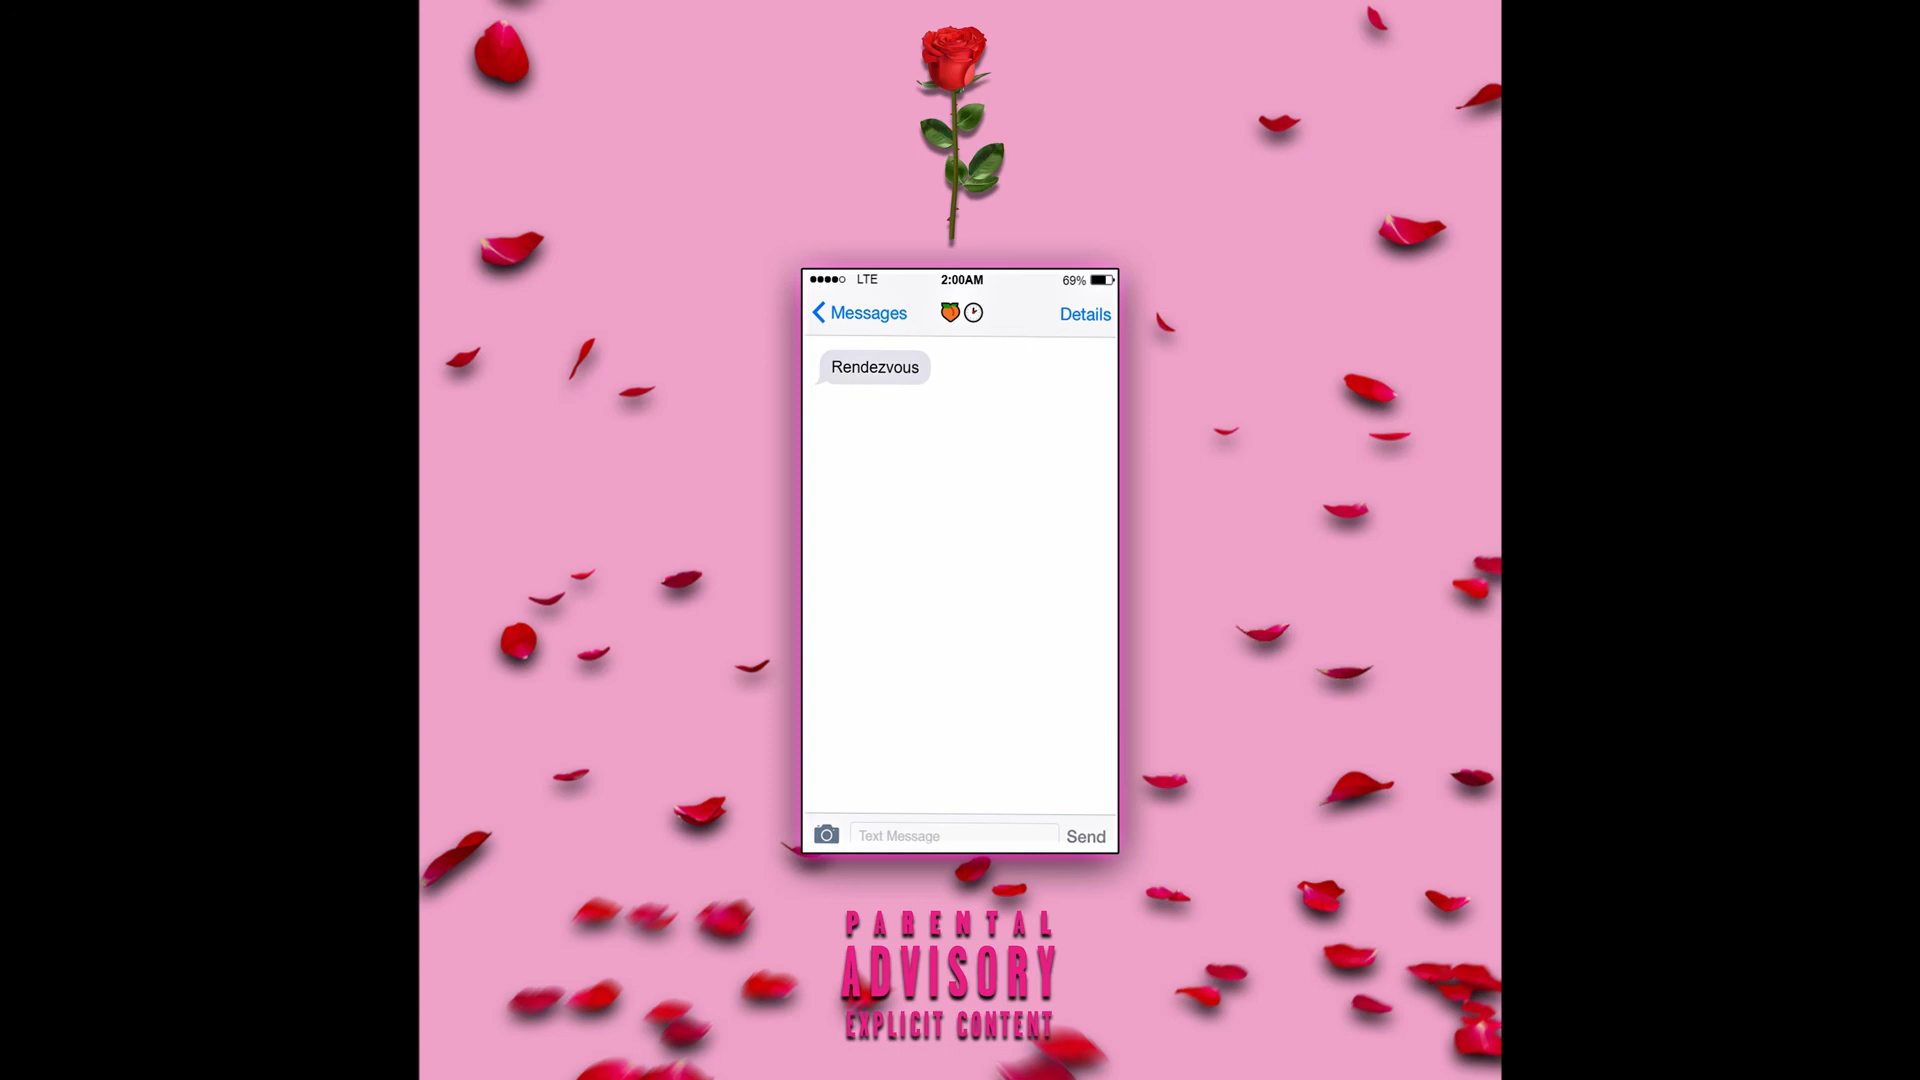 LTE 2:00AM 69%
Messages Details
Rendezvous
Text Message Send
PARENTAL
ADVISORY
EXPLICIT CONTENT